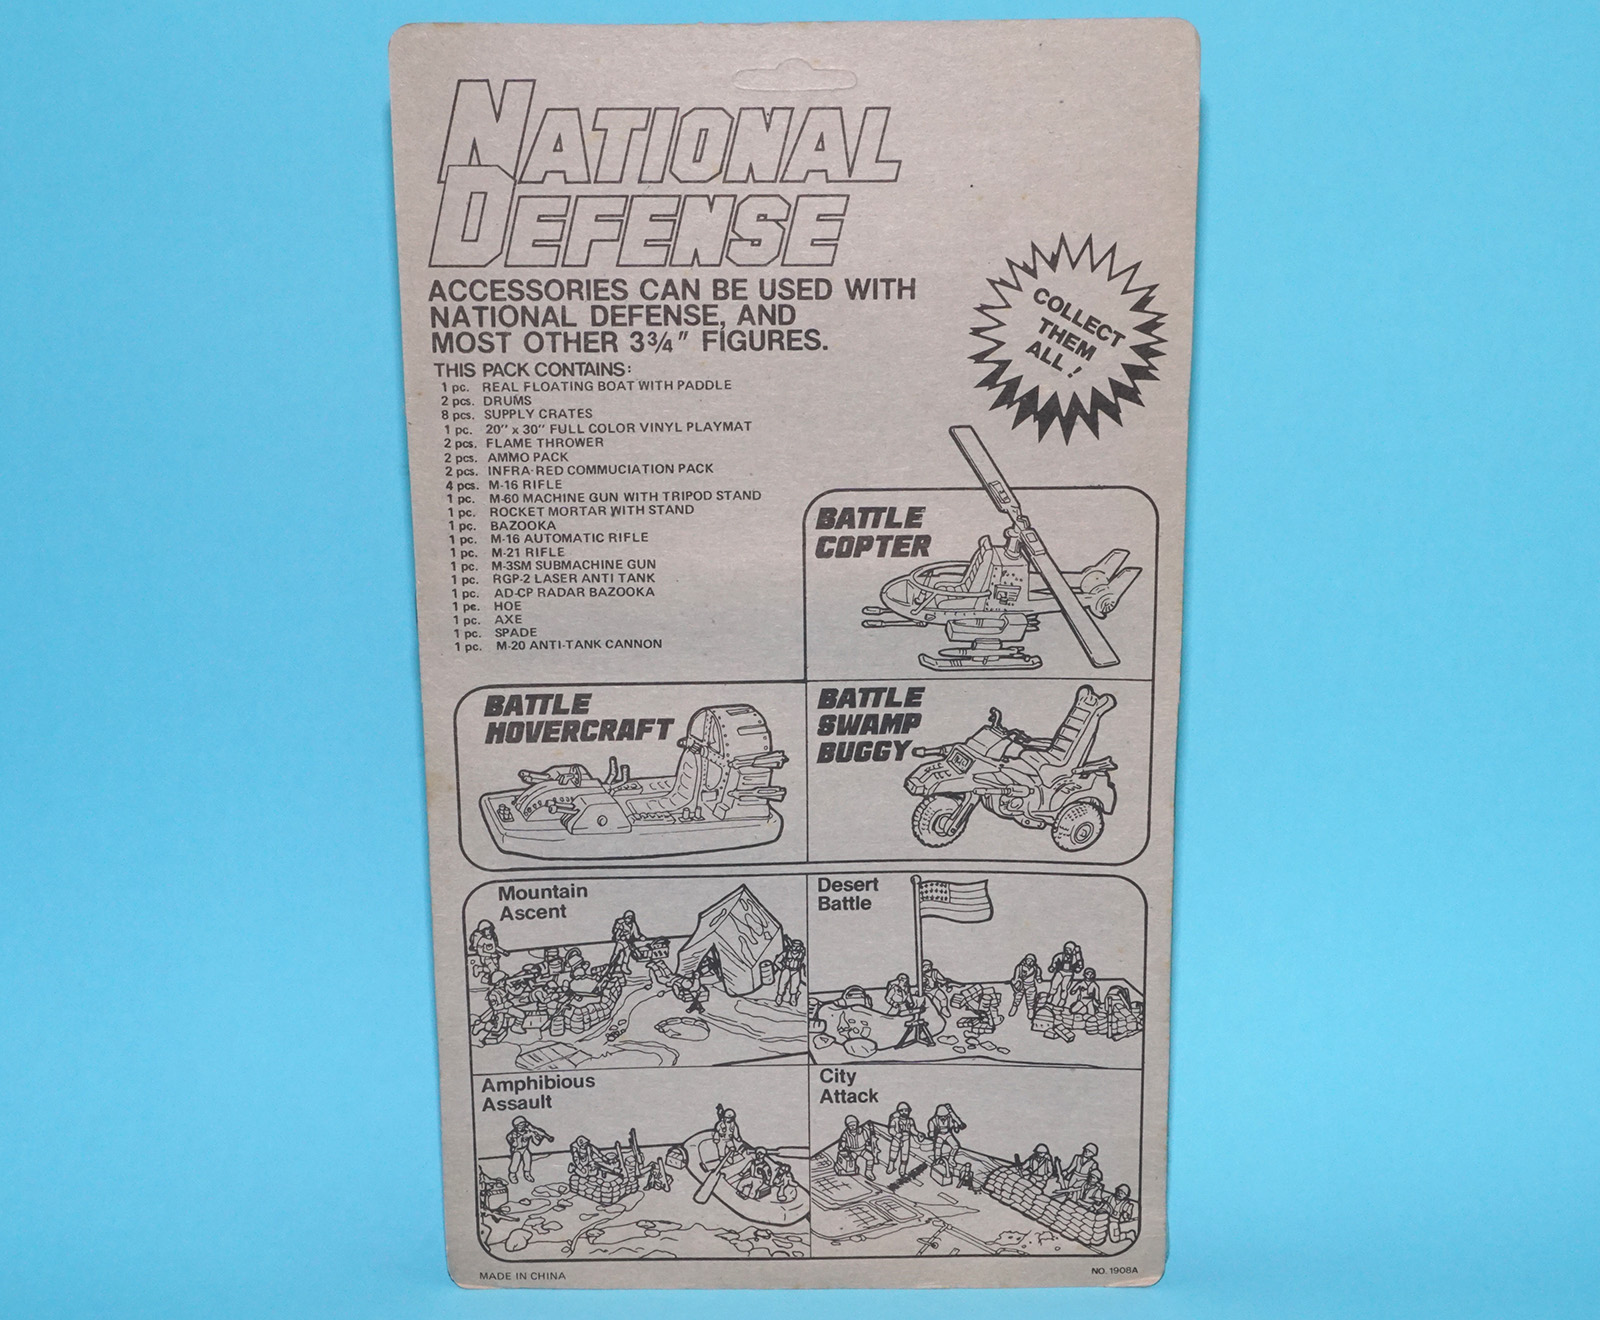 NATIONAL
DEFENSE
ACCESSORIES CAN BE USED WITH
NATIONAL DEFENSE, AND
MOST OTHER 3¾" FIGURES.
THIS PACK CONTAINS:
1 pc. REAL FLOATING BOAT WITH PADDLE
2 pcs. DRUMS
8 pcs. SUPPLY CRATES
1 pc. 20" x 30" FULL COLOR VINYL PLAYMAT
2 pcs. FLAME THROWER
2 pcs. AMMO PACK
2 pcs. INFRA-RED COMMUCIATION PACK
4 pcs. M-16 RIFLE
1 pc. M-60 MACHINE GUN WITH TRIPOD STAND
1 pc. ROCKET MORTAR WITH STAND
1 pc. BAZOOKA
1 pc. M-16 AUTOMATIC RIFLE
1 pc. M-21 RIFLE
1 pc. M-3SM SUBMACHINE GUN
1 pc. RGP-2 LASER ANTI TANK
1 pc. AD-CP RADAR BAZOOKA
1 pc. HOE
1 pc. AXE
1 pc. SPADE
1 pc. M-20 ANTI-TANK CANNON
COLLECT
THEM
ALL!
BATTLE
COPTER
BATTLE
HOVERCRAFT
BATTLE
SWAMP
BUGGY
Mountain
Ascent
Desert
Battle
Amphibious
Assault
City
Attack
MADE IN CHINA
NO. 1908A